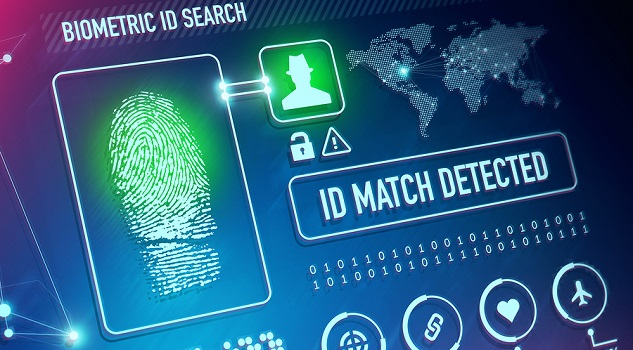 BIOMETRIC ID SEARCH
ID MATCH DETECTED